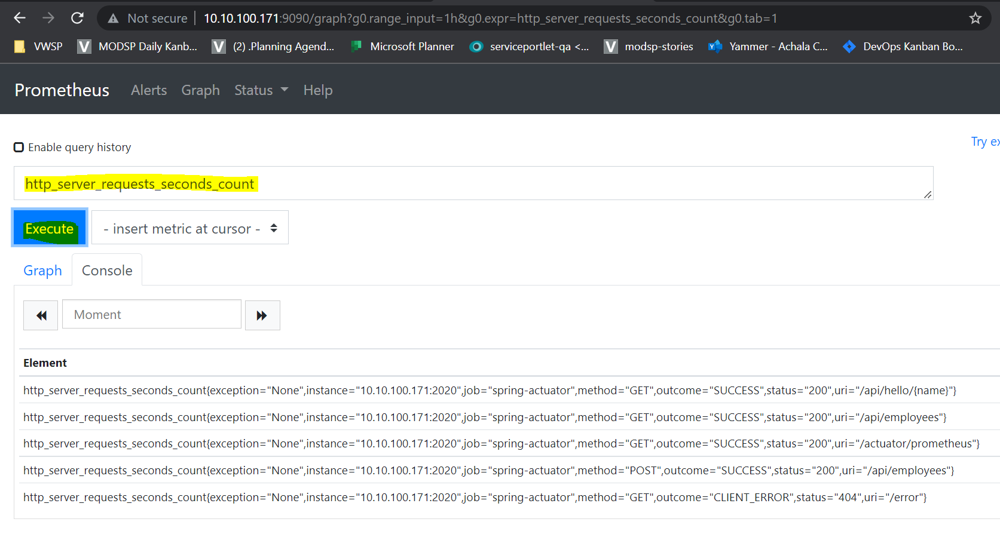 Not secure | 10.10.100.171:9090/graph?g0.range_input=1h&g0.expr=http_server_requests_seconds_count&g0.tab=1
VWSP MODSP Daily Kanb... (2) .Planning Agend... Microsoft Planner serviceportlet-qa <... modsp-stories Yammer - Achala C... DevOps Kanban Bo...
Prometheus Alerts Graph Status Help
Enable query history
Try ex
http_server_requests_seconds_count
Execute - insert metric at cursor -
Graph Console
Moment
Element
http_server_requests_seconds_count{exception="None",instance="10.10.100.171:2020",job="spring-actuator",method="GET",outcome="SUCCESS",status="200",uri="/api/hello/{name}"}
http_server_requests_seconds_count{exception="None",instance="10.10.100.171:2020",job="spring-actuator",method="GET",outcome="SUCCESS",status="200",uri="/api/employees"}
http_server_requests_seconds_count{exception="None",instance="10.10.100.171:2020",job="spring-actuator",method="GET",outcome="SUCCESS",status="200",uri="/actuator/prometheus"}
http_server_requests_seconds_count{exception="None",instance="10.10.100.171:2020",job="spring-actuator",method="POST",outcome="SUCCESS",status="200",uri="/api/employees"}
http_server_requests_seconds_count{exception="None",instance="10.10.100.171:2020",job="spring-actuator",method="GET",outcome="CLIENT_ERROR",status="404",uri="/error"}